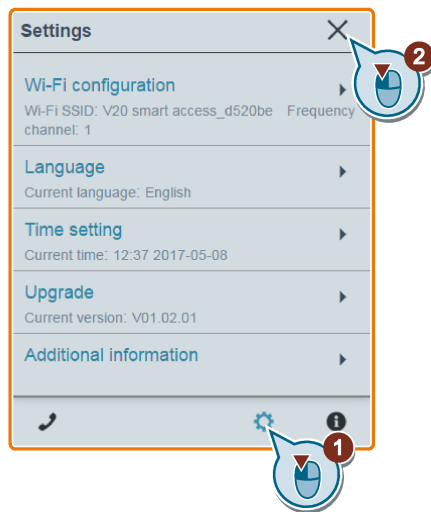 Settings
2
Wi-Fi configuration
Wi-Fi SSID: V20 smart access_d520be Frequency
channel: 1
Language
Current language: English
Time setting
Current time: 12:37 2017-05-08
Upgrade
Current version: V01.02.01
Additional information
1